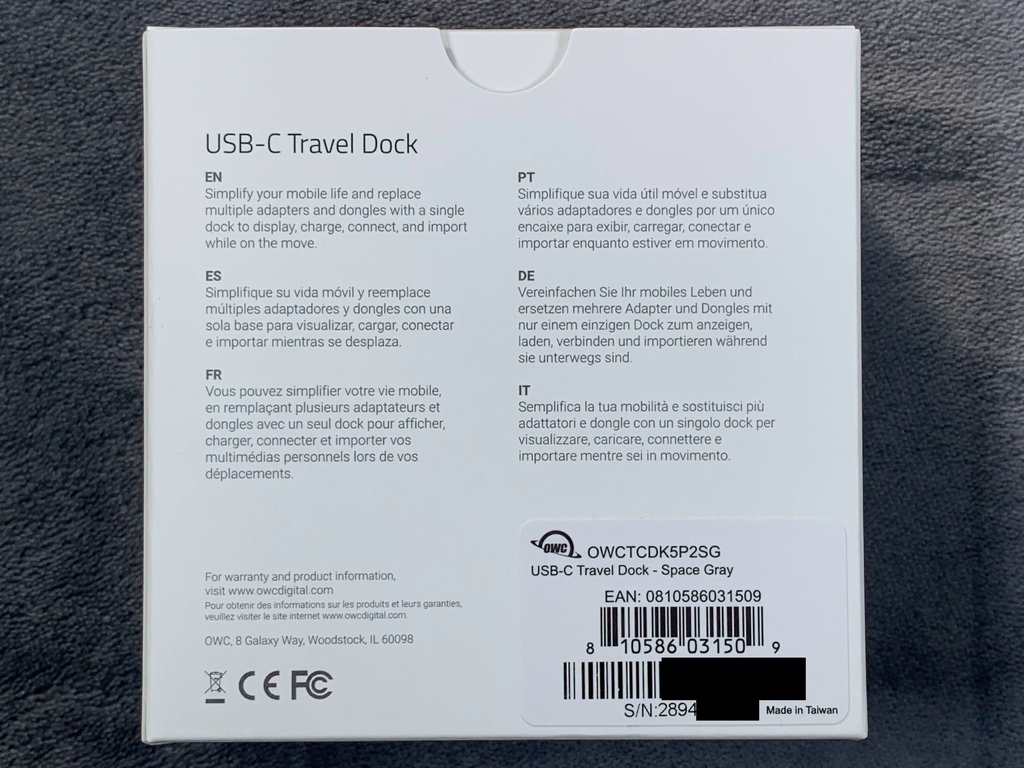 USB-C Travel Dock
EN
Simplify your mobile life and replace
multiple adapters and dongles with a single
dock to display, charge, connect, and import
while on the move.
ES
Simplifique su vida móvil y reemplace
múltiples adaptadores y dongles con una
sola base para visualizar, cargar, conectar
e importar mientras se desplaza.
FR
Vous pouvez simplifier votre vie mobile,
en remplaçant plusieurs adaptateurs et
dongles avec un seul dock pour afficher,
charger, connecter et importer vos
multimédias personnels lors de vos
déplacements.
PT
Simplifique sua vida útil móvel e substitua
vários adaptadores e dongles por um único
encaixe para exibir, carregar, conectar e
importar enquanto estiver em movimento.
DE
Vereinfachen Sie Ihr mobiles Leben und
ersetzen mehrere Adapter und Dongles mit
nur einem einzigen Dock zum anzeigen,
laden, verbinden und importieren während
sie unterwegs sind.
IT
Semplifica la tua mobilità e sostituisci più
adattatori e dongle con un singolo dock per
visualizzare, caricare, connettere e
importare mentre sei in movimento.
For warranty and product information,
visit www.owcdigital.com
Pour obtenir des informations sur les produits et leurs garanties,
veuillez visiter le site internet www.owcdigital.com.
OWC, 8 Galaxy Way, Woodstock, IL 60098
CE FC
OWC OWCTCDK5P2SG
USB-C Travel Dock - Space Gray
EAN: 0810586031509
8 10586 03150 9
S/N:2894
Made in Taiwan